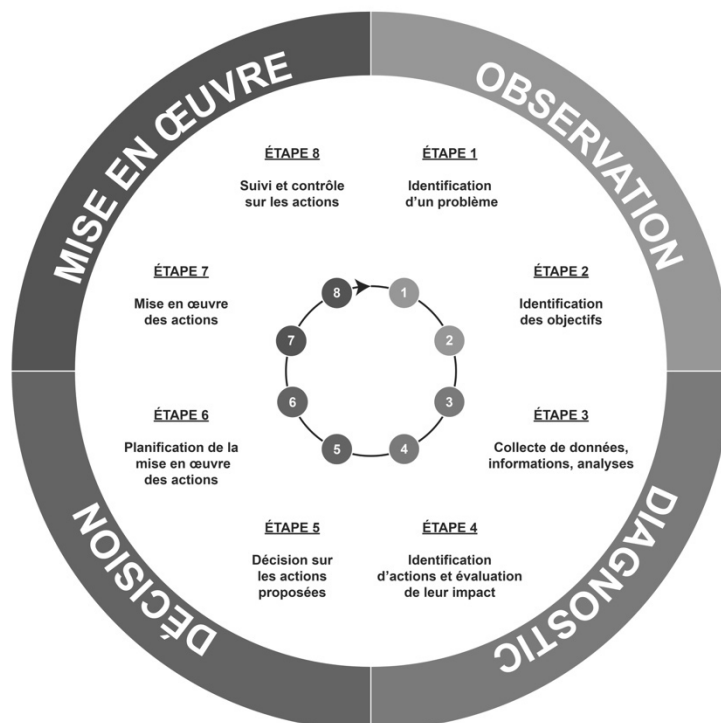 MISE EN ŒUVRE
OBSERVATION
DIAGNOSTIC
DÉCISION
ÉTAPE 1
Identification
d'un problème
ÉTAPE 2
Identification
des objectifs
ÉTAPE 3
Collecte de données,
informations, analyses
ÉTAPE 4
Identification
d'actions et évaluation
de leur impact
ÉTAPE 5
Décision sur
les actions
proposées
ÉTAPE 6
Planification de la
mise en œuvre
des actions
ÉTAPE 7
Mise en œuvre
des actions
ÉTAPE 8
Suivi et contrôle
sur les actions
1
2
3
4
5
6
7
8